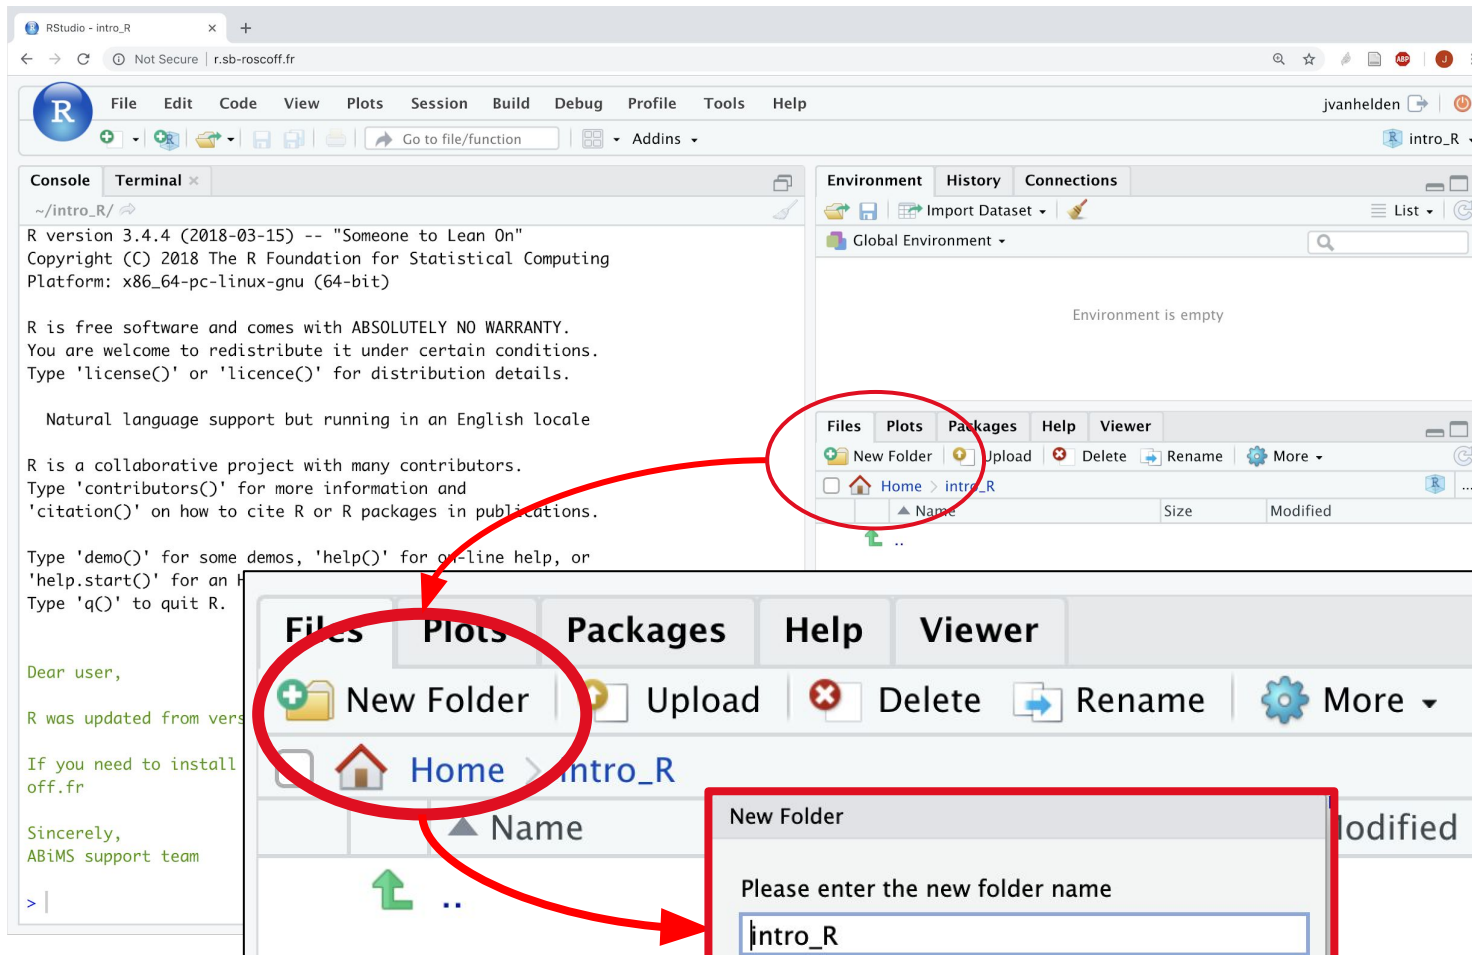 RStudio - intro_R
Not Secure | r.sb-roscoff.fr
ABP
J
R
File Edit Code View Plots Session Build Debug Profile Tools Help
jvanhelden
Go to file/function
Addins
intro_R
Console Terminal
~/intro_R/
R version 3.4.4 (2018-03-15) -- "Someone to Lean On"
Copyright (C) 2018 The R Foundation for Statistical Computing
Platform: x86_64-pc-linux-gnu (64-bit)
R is free software and comes with ABSOLUTELY NO WARRANTY.
You are welcome to redistribute it under certain conditions.
Type 'license()' or 'licence()' for distribution details.
Natural language support but running in an English locale
R is a collaborative project with many contributors.
Type 'contributors()' for more information and
'citation()' on how to cite R or R packages in publications.
Type 'demo()' for some demos, 'help()' for on-line help, or
'help.start()' for an H
Type 'q()' to quit R.
Dear user,
R was updated from vers
If you need to install
off.fr
Sincerely,
ABiMS support team
>
Environment History Connections
Import Dataset
List
Global Environment
Environment is empty
Files Plots Packages Help Viewer
New Folder Upload Delete Rename More
Home intro_R
...
Name Size Modified
..
Files Plots Packages Help Viewer
New Folder Upload Delete Rename More
Home intro_R
Name
odified
..
New Folder
Please enter the new folder name
intro_R